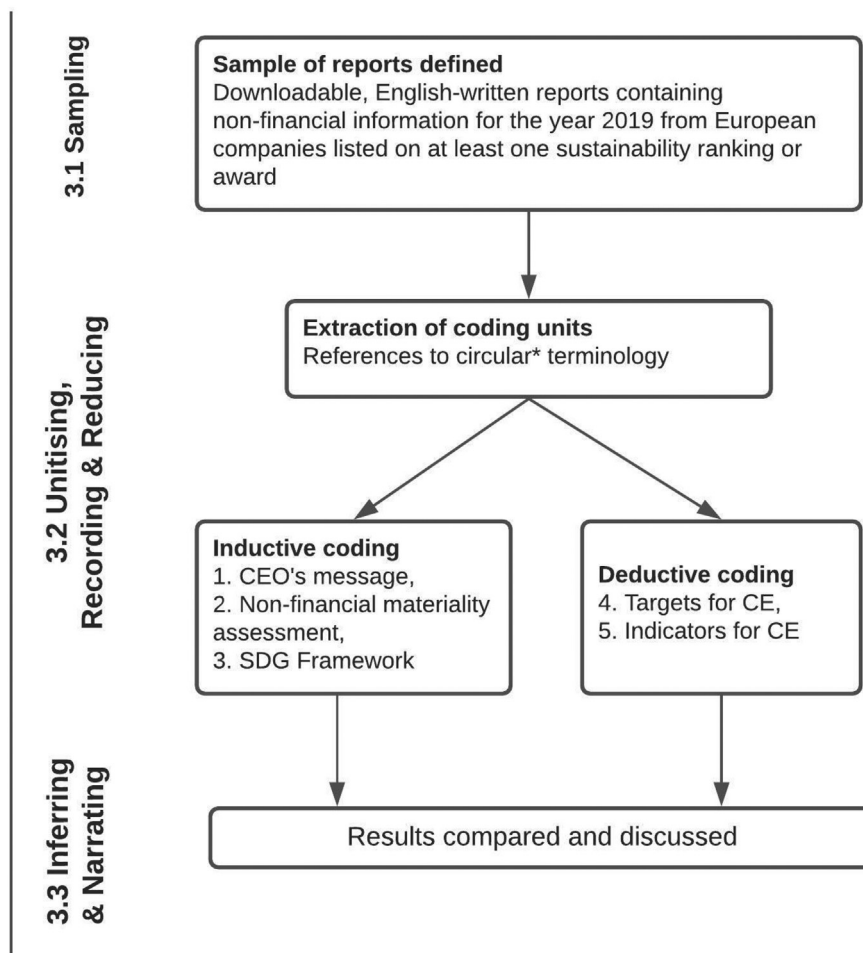 3.1 Sampling
Sample of reports defined
Downloadable, English-written reports containing
non-financial information for the year 2019 from European
companies listed on at least one sustainability ranking or
award
3.2 Unitising,
Recording & Reducing
Extraction of coding units
References to circular* terminology
Inductive coding
1. CEO's message,
2. Non-financial materiality
assessment,
3. SDG Framework
Deductive coding
4. Targets for CE,
5. Indicators for CE
3.3 Inferring
& Narrating
Results compared and discussed